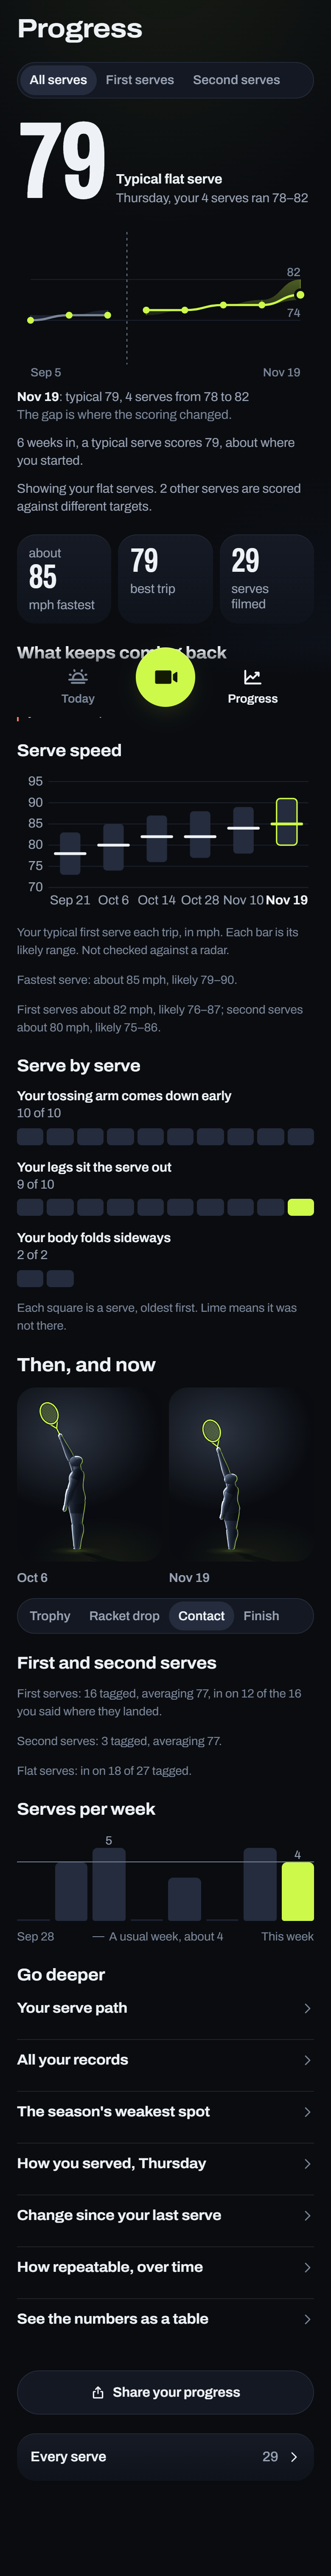 Progress
All serves First serves Second serves
79
Typical flat serve
Thursday, your 4 serves ran 78–82
82
74
Sep 5 Nov 19
Nov 19: typical 79, 4 serves from 78 to 82
The gap is where the scoring changed.
6 weeks in, a typical serve scores 79, about where
you started.
Showing your flat serves. 2 other serves are scored
against different targets.
about
85
mph fastest
79
best trip
29
serves
filmed
What keeps coming back
Today
Progress
Serve speed
95
90
85
80
75
70
Sep 21 Oct 6 Oct 14 Oct 28 Nov 10 Nov 19
Your typical first serve each trip, in mph. Each bar is its
likely range. Not checked against a radar.
Fastest serve: about 85 mph, likely 79–90.
First serves about 82 mph, likely 76–87; second serves
about 80 mph, likely 75–86.
Serve by serve
Your tossing arm comes down early
10 of 10
Your legs sit the serve out
9 of 10
Your body folds sideways
2 of 2
Each square is a serve, oldest first. Lime means it was
not there.
Then, and now
Oct 6 Nov 19
Trophy Racket drop Contact Finish
First and second serves
First serves: 16 tagged, averaging 77, in on 12 of the 16
you said where they landed.
Second serves: 3 tagged, averaging 77.
Flat serves: in on 18 of 27 tagged.
Serves per week
5
4
Sep 28 — A usual week, about 4 This week
Go deeper
Your serve path
All your records
The season's weakest spot
How you served, Thursday
Change since your last serve
How repeatable, over time
See the numbers as a table
Share your progress
Every serve 29